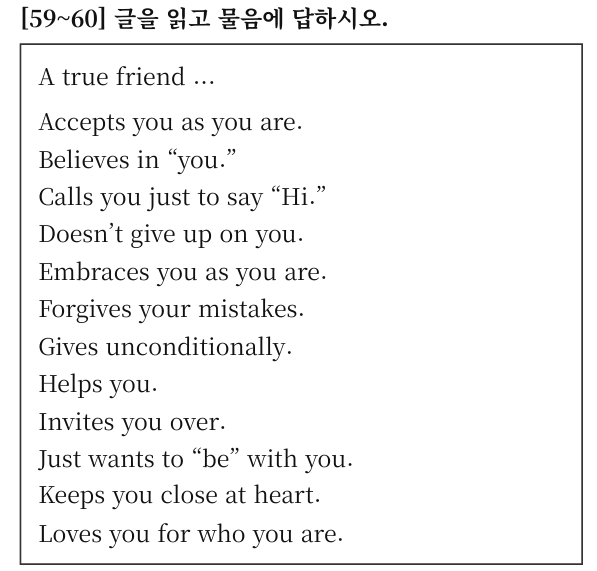 [59~60] 글을 읽고 물음에 답하시오.
A true friend …
Accepts you as you are.
Believes in “you.”
Calls you just to say “Hi.”
Doesn’t give up on you.
Embraces you as you are.
Forgives your mistakes.
Gives unconditionally.
Helps you.
Invites you over.
Just wants to “be” with you.
Keeps you close at heart.
Loves you for who you are.